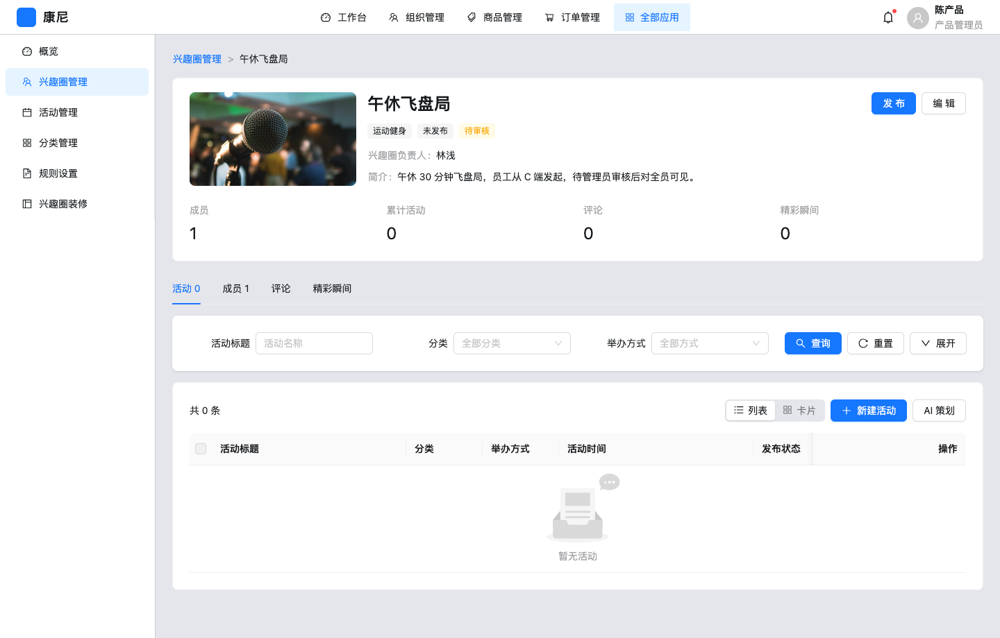 康尼
工作台
组织管理
商品管理
订单管理
全部应用
陈产品
产品管理员
概览
兴趣圈管理
活动管理
分类管理
规则设置
兴趣圈装修
兴趣圈管理 > 午休飞盘局
午休飞盘局
发 布
编 辑
运动健身
未发布
待审核
兴趣圈负责人：林浅
简介：午休 30 分钟飞盘局，员工从 C 端发起，待管理员审核后对全员可见。
成员
累计活动
评论
精彩瞬间
1
0
0
0
活动 0
成员 1
评论
精彩瞬间
活动标题
活动名称
分类
全部分类
举办方式
全部方式
查询
重置
展开
共 0 条
列表
卡片
新建活动
AI 策划
活动标题
分类
举办方式
活动时间
发布状态
操作
暂无活动